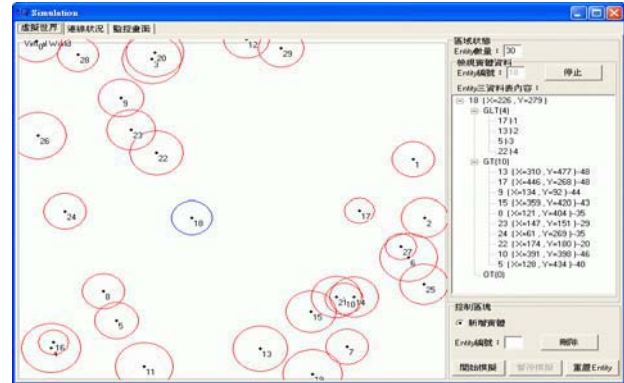 Simulation
虛擬世界 連線狀況 監控畫面
Virtual World
28
20
3
12
29
9
23
26
22
1
24
18
17
2
27
6
25
8
21 10 14
15
5
16
4
13
7
11
19
區域狀態
Entity數量： 30
檢視實體資料
Entity編號： 18 停止
Entity三資料表內容：
18 (X=226 , Y=279 )
GLT(4)
17 )-1
13 )-2
5 )-3
22 )-4
GT(10)
13 (X=310 , Y=477 )-48
17 (X=446 , Y=268 )-48
9 (X=134 , Y=92 )-44
15 (X=359 , Y=420 )-43
8 (X=121 , Y=404 )-35
23 (X=147 , Y=151 )-29
24 (X=61 , Y=269 )-35
22 (X=174 , Y=180 )-20
10 (X=391 , Y=398 )-46
5 (X=128 , Y=434 )-40
OT(0)
控制區塊
新增實體
Entity編號： 刪除
開始模擬 暫停模擬 重置Entity